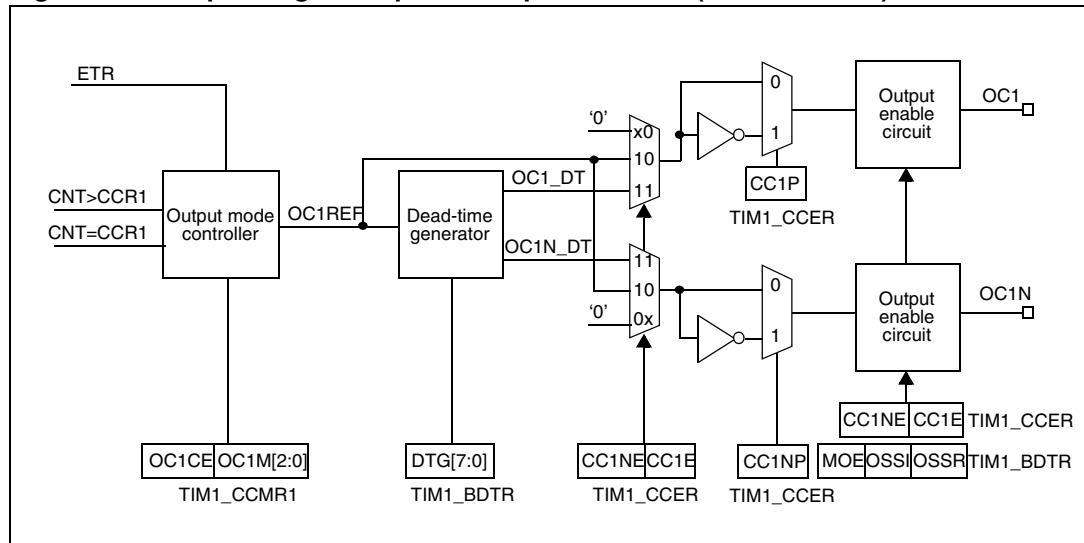 ETR
CNT>CCR1
CNT=CCR1
Output mode
controller
OC1REF
Dead-time
generator
OC1_DT
OC1N_DT
‘0’
x0
10
11
11
10
0x
‘0’
0
1
CC1P
TIM1_CCER
0
1
Output
enable
circuit
OC1
Output
enable
circuit
OC1N
OC1CE OC1M[2:0]
TIM1_CCMR1
DTG[7:0]
TIM1_BDTR
CC1NE CC1E
TIM1_CCER
CC1NP
TIM1_CCER
CC1NE CC1E TIM1_CCER
MOE OSSI OSSR TIM1_BDTR